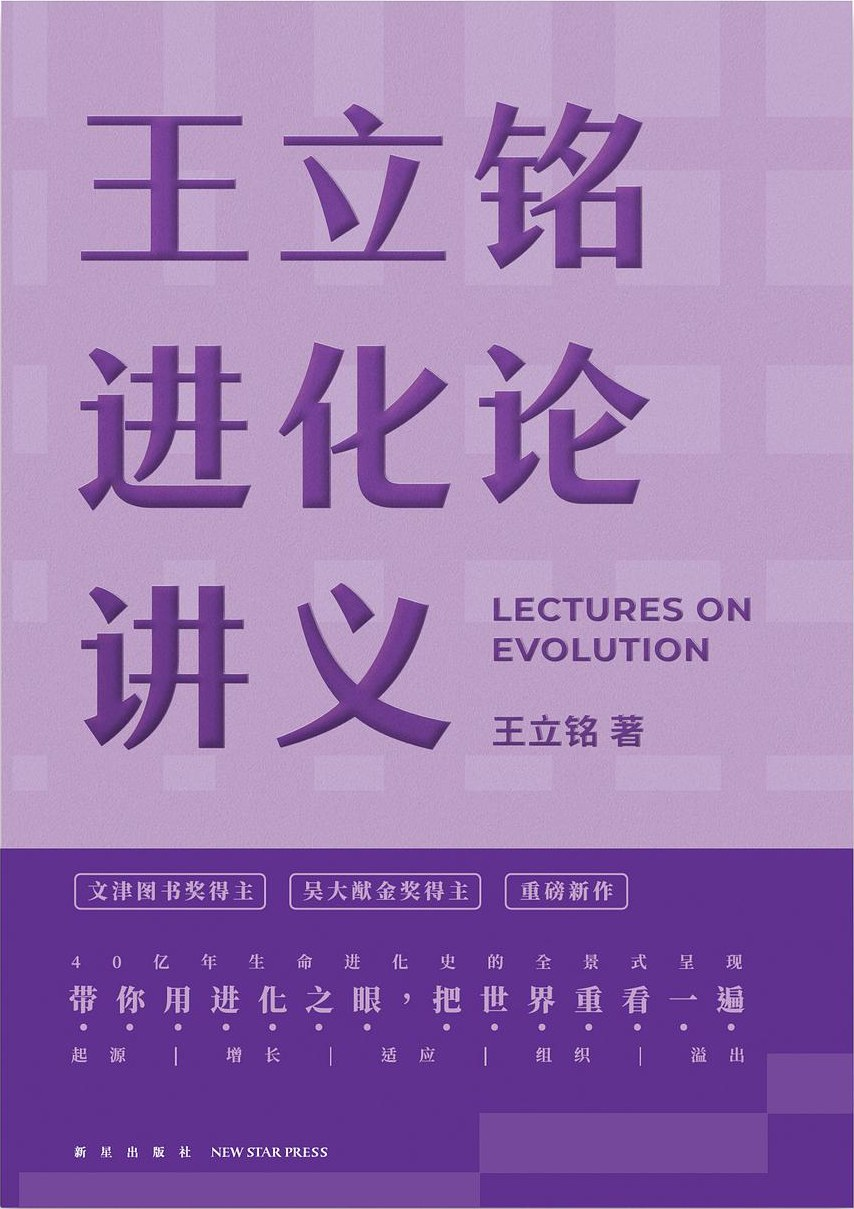 王立铭
进化论
讲义
LECTURES ON
EVOLUTION
王立铭 著
文津图书奖得主 吴大猷金奖得主 重磅新作
40亿年生命进化史的全景式呈现
带你用进化之眼，把世界重看一遍
起源 | 增长 | 适应 | 组织 | 溢出
新星出版社 NEW STAR PRESS